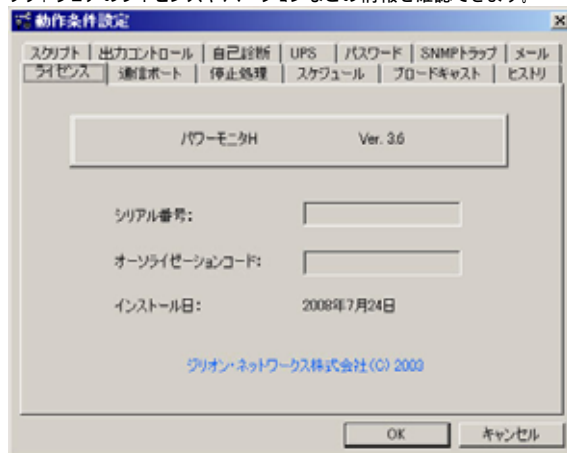 動作条件設定
スクリプト 出力コントロール 自己診断 UPS パスワード SNMPトラップ メール
ライセンス 通信ポート 停止処理 スケジュール ブロードキャスト ヒストリ
パワーモニタH Ver. 3.6
シリアル番号:
オーソライゼーションコード:
インストール日: 2008年7月24日
ジリオン・ネットワークス株式会社(C) 2003
OK キャンセル